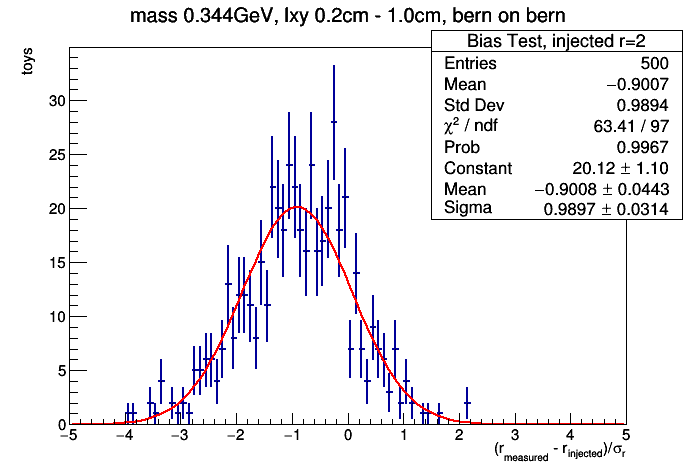 mass 0.344GeV, lxy 0.2cm - 1.0cm, bern on bern
toys
Bias Test, injected r=2
Entries 500
Mean −0.9007
Std Dev 0.9894
χ² / ndf 63.41 / 97
Prob 0.9967
Constant 20.12 ± 1.10
Mean −0.9008 ± 0.0443
Sigma 0.9897 ± 0.0314
30
25
20
15
10
5
0
−5 −4 −3 −2 −1 0 1 2 3 4 5
(r_measured - r_injected)/σ_r